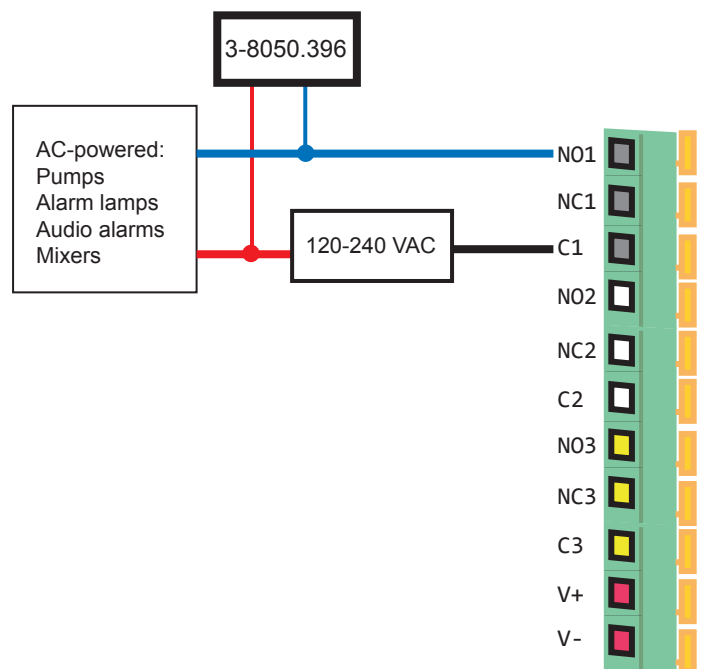 3-8050.396
AC-powered:
Pumps
Alarm lamps
Audio alarms
Mixers
120-240 VAC
NO1
NC1
C1
NO2
NC2
C2
NO3
NC3
C3
V+
V-